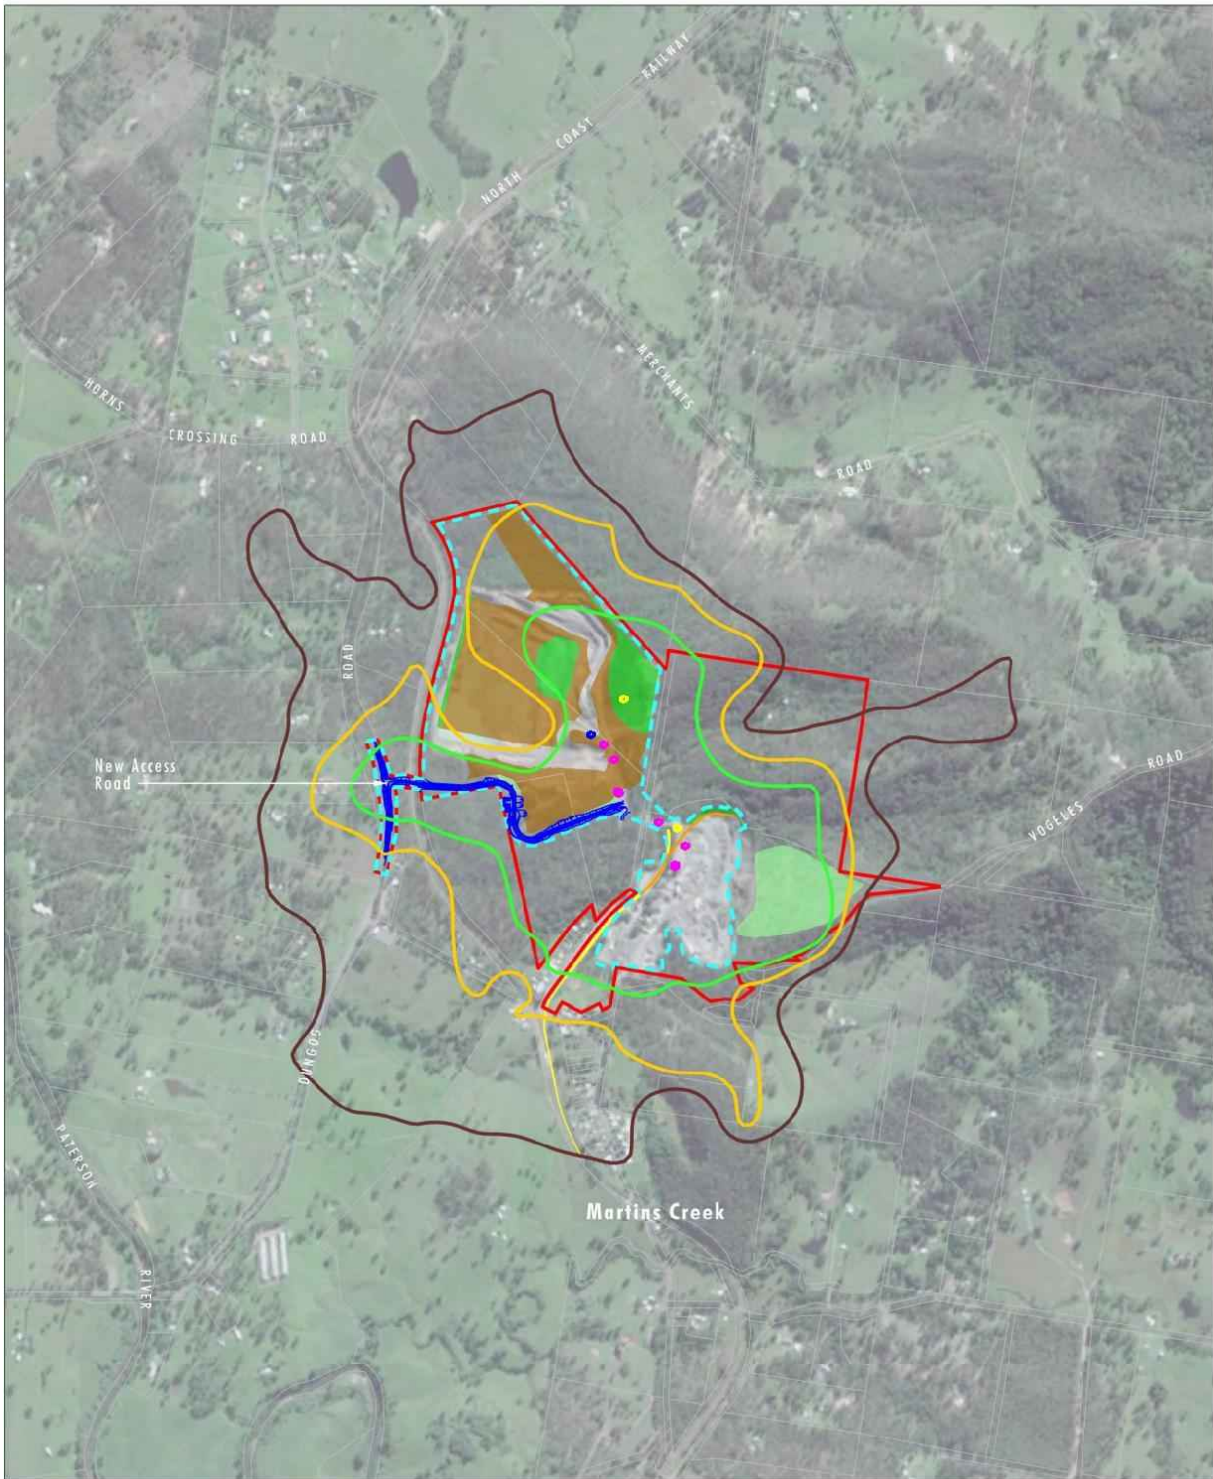 RAILWAY
COAST
NORTH
MERCHANTS
ROAD
HORNS
CROSSING ROAD
ROAD
New Access
Road
ROAD
VOGELES
DUNGOG
PATERSON
RIVER
Martins Creek